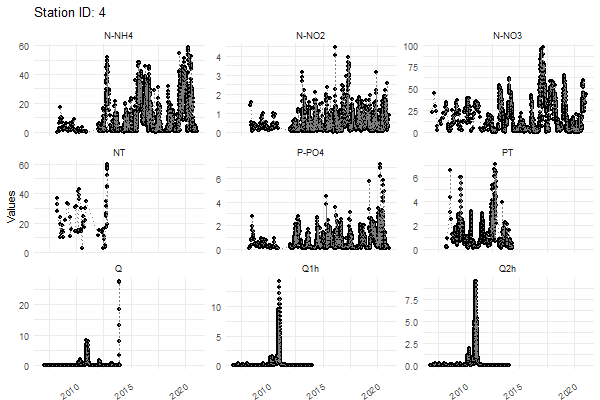 Station ID: 4
N-NH4 N-NO2 N-NO3
60 40 20 0
4 3 2 1 0
100 75 50 25 0
NT P-PO4 PT
60 40 20 0
6 4 2 0
6 4 2 0
Values
Q Q1h Q2h
20 10 0
10 5 0
7.5 5.0 2.5 0.0
2010 2015 2020 2010 2015 2020 2010 2015 2020